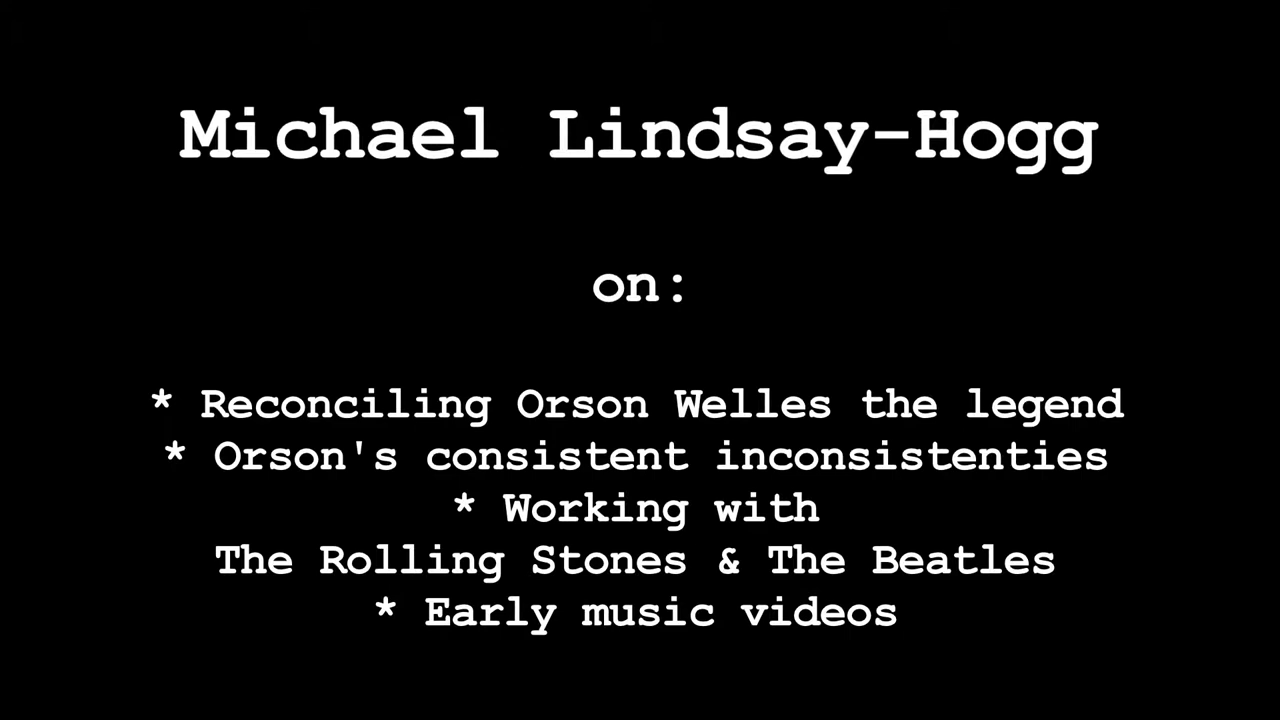 Michael Lindsay-Hogg
on:
* Reconciling Orson Welles the legend
* Orson's consistent inconsistenties
* Working with
The Rolling Stones & The Beatles
* Early music videos